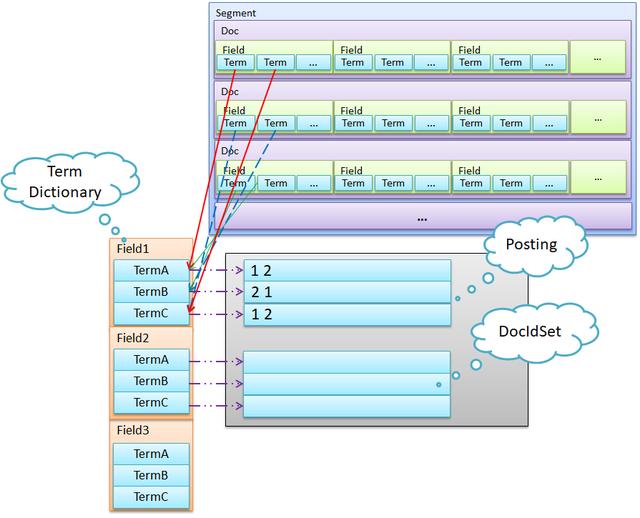 Segment
Doc
Field Field Field
Term Term ... Term Term ... Term Term ... ...
Doc
Field Field Field
Term Term ... Term Term ... Term Term ... ...
Doc
Field Field Field
Term Term ... Term Term ... Term Term ... ...
...
Term
Dictionary
Posting
DocIdSet
Field1
TermA 1 2
TermB 2 1
TermC 1 2
Field2
TermA
TermB
TermC
Field3
TermA
TermB
TermC